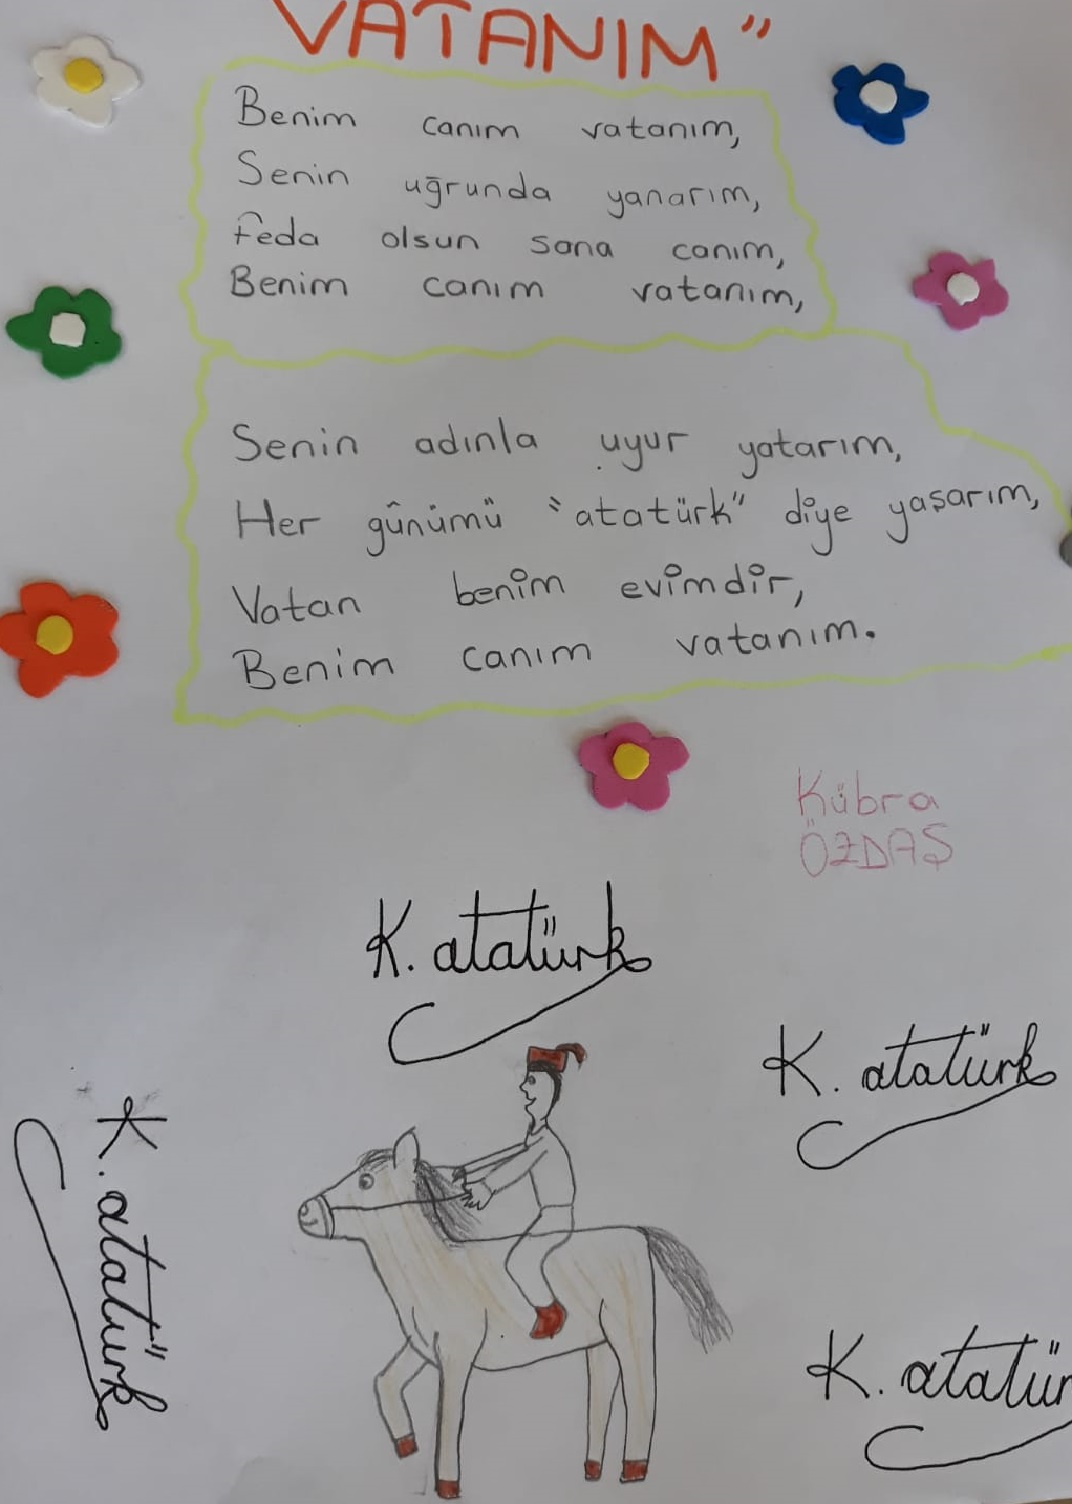 VATANIM"
Benim canım vatanım,
Senin uğrunda yanarım,
feda olsun sana canım,
Benim canım vatanım,
Senin adınla uyur yatarım,
Her günümü "atatürk" diye yaşarım,
Vatan benim evimdir,
Benim canım vatanım.
Kübra
ÖZDAŞ
K. atatürk
K. atatürk
K. atatürk
K. atatür